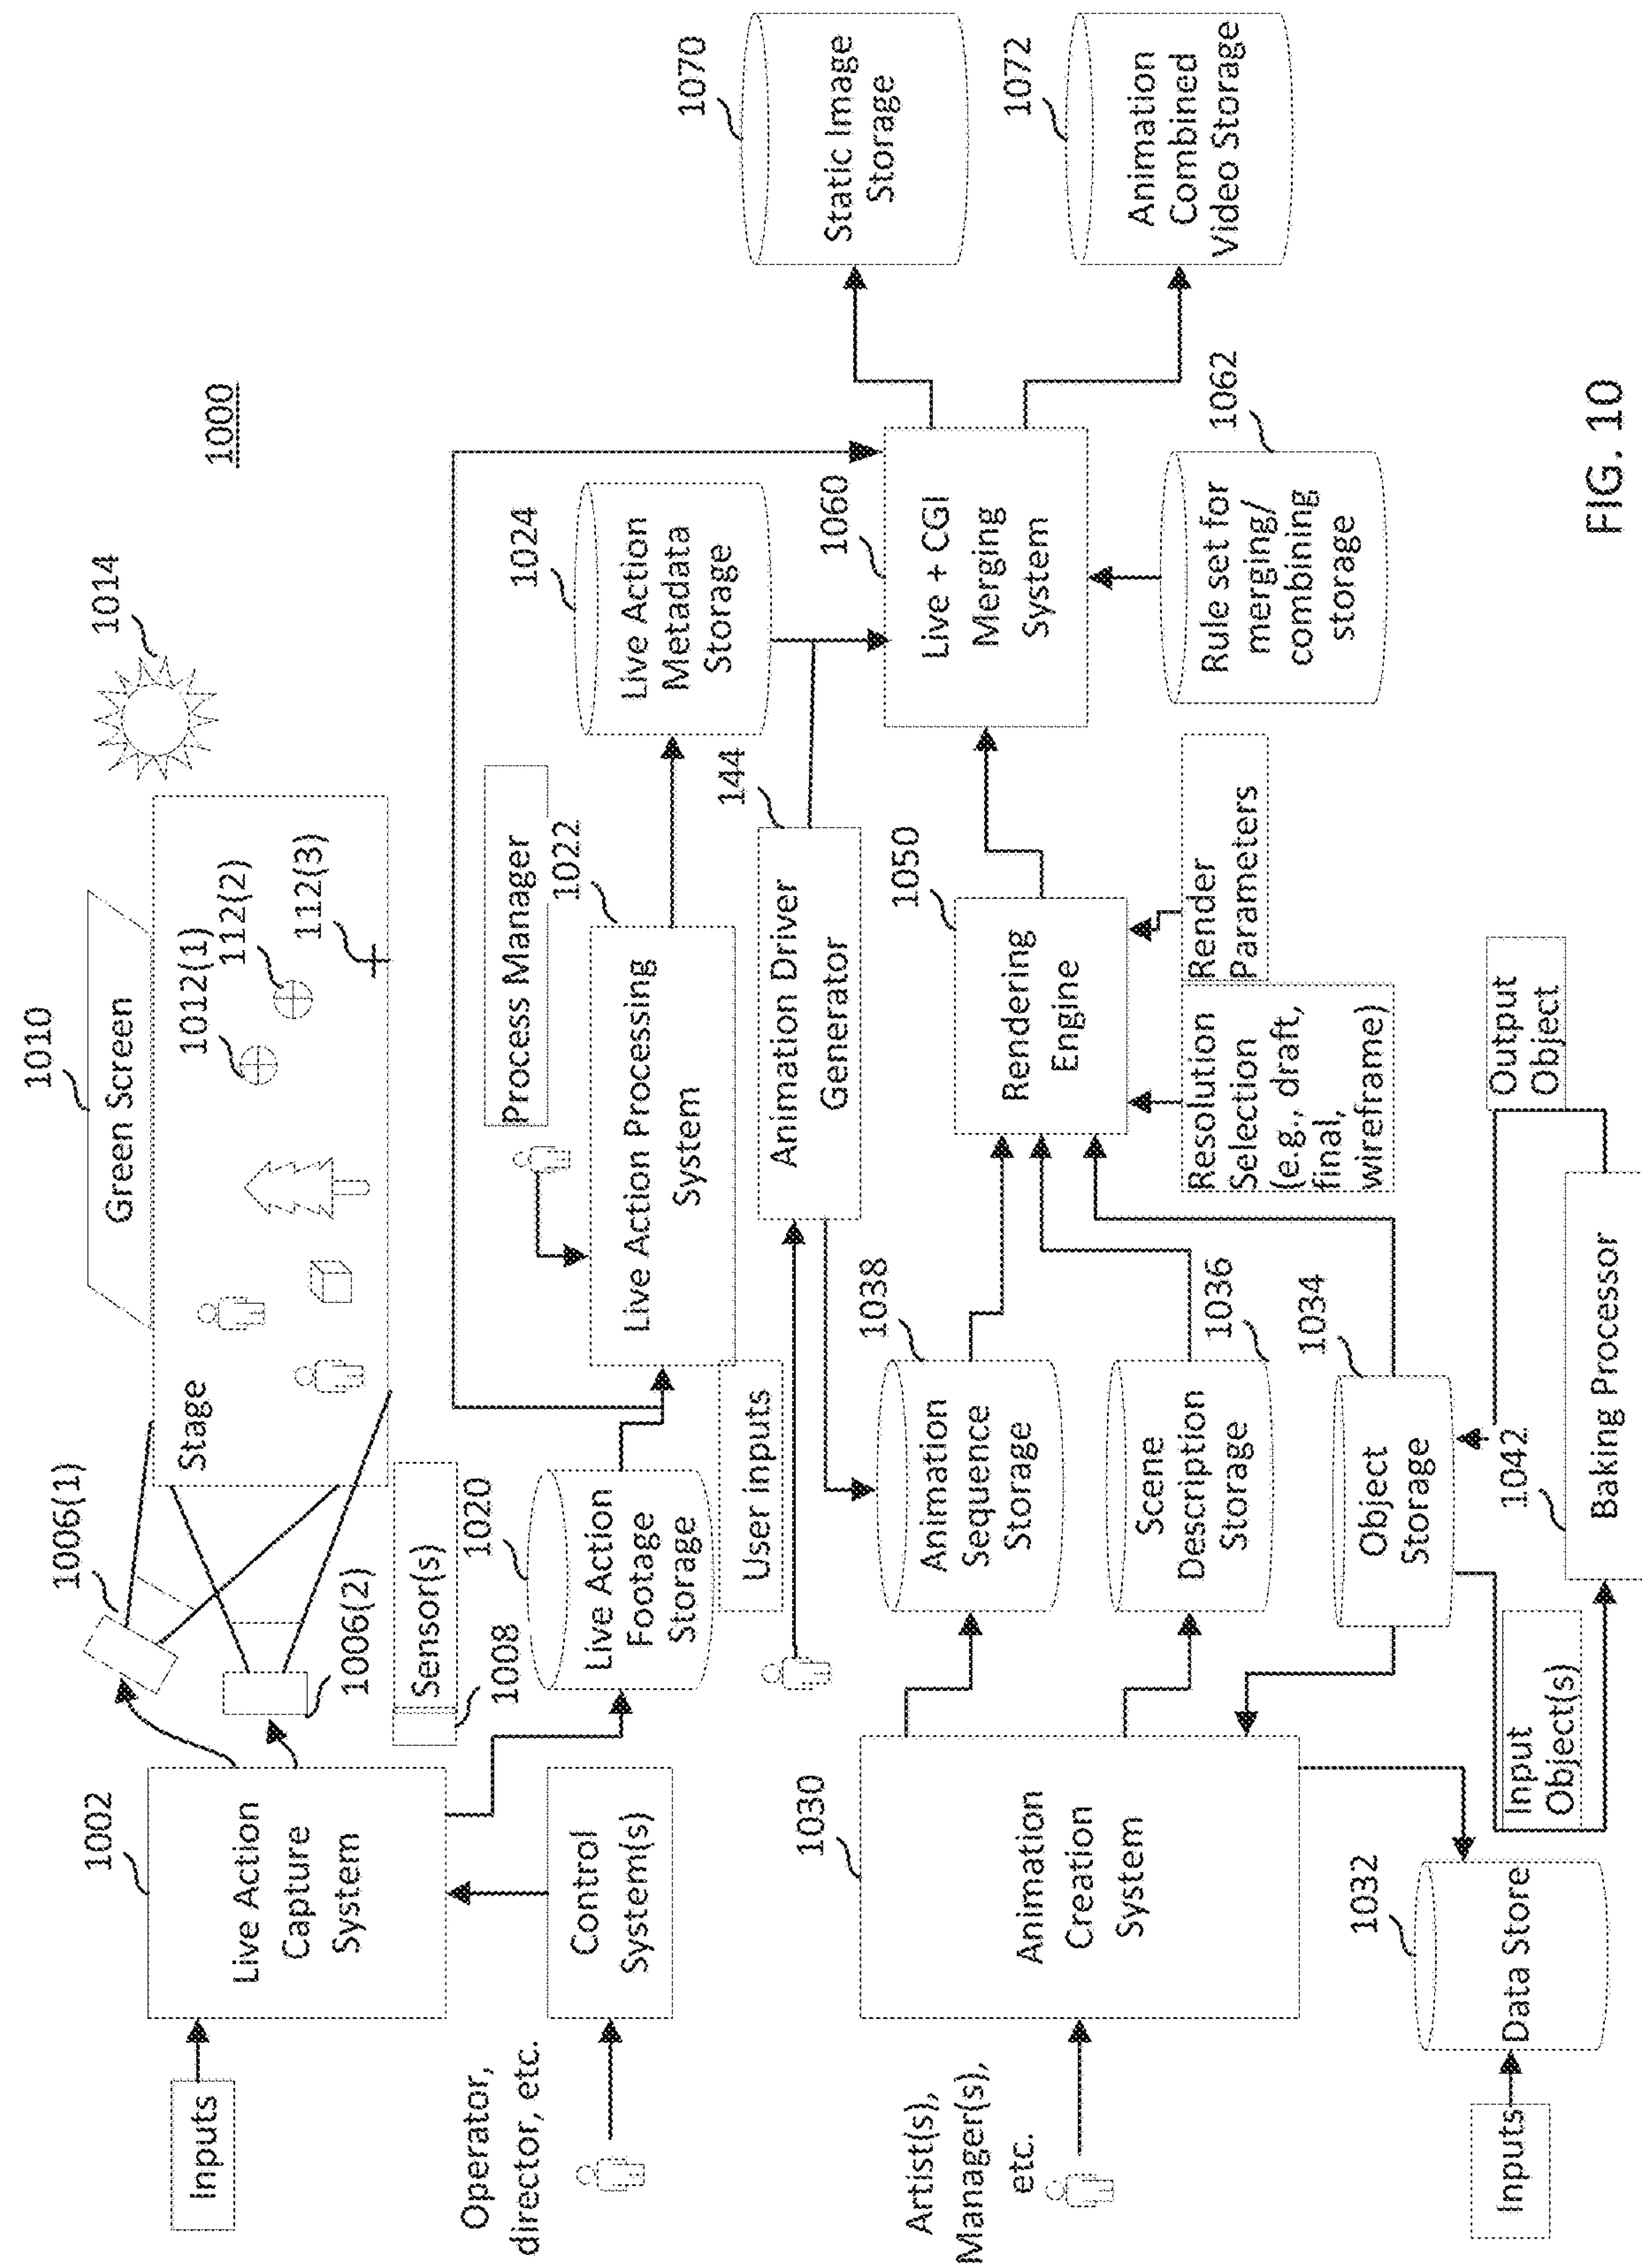 1000
1010
Green Screen
1014
1006(1)
Stage
1012(1)
112(2)
112(3)
1002
Inputs
Live Action
Capture
System
1006(2)
Sensor(s)
1008
Operator,
director, etc.
Control
System(s)
1020
Live Action
Footage
Storage
Process Manager
1022
Live Action Processing
System
1024
Live Action
Metadata
Storage
User Inputs
144
Animation Driver
Generator
1070
Static Image
Storage
1060
Live + CGI
Merging
System
1072
Animation
Combined
Video Storage
1062
Rule set for
merging/
combining
storage
Artist(s),
Manager(s),
etc.
1030
Animation
Creation
System
1038
Animation
Sequence
Storage
1036
Scene
Description
Storage
1034
Object
Storage
1050
Rendering
Engine
Resolution
Selection
(e.g., draft,
final,
wireframe)
Render
Parameters
Inputs
1032
Data Store
Input
Object(s)
1042
Baking Processor
Output
Object
FIG. 10